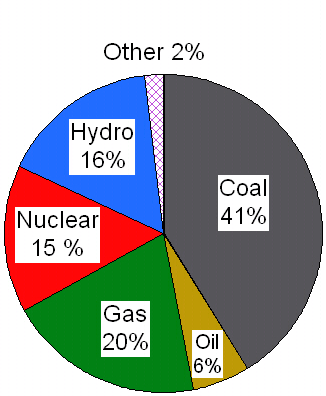 Other 2%
Hydro
16%
Coal
41%
Nuclear
15 %
Gas
20%
Oil
6%